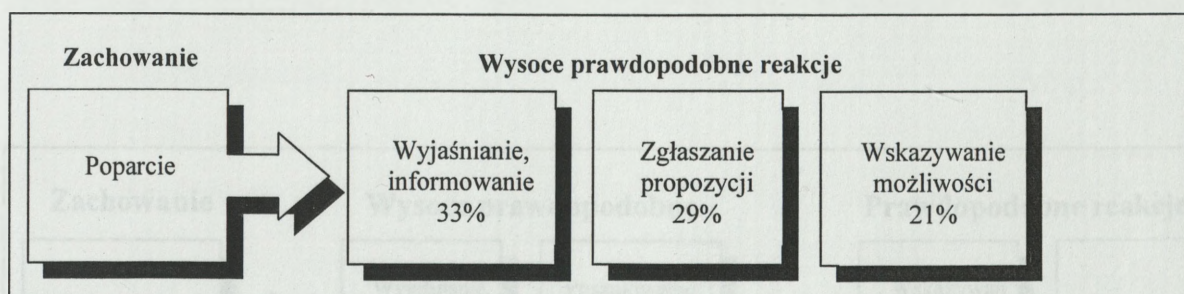 Zachowanie
Wysoce prawdopodobne reakcje
Poparcie
Wyjaśnianie,
informowanie
33%
Zgłaszanie
propozycji
29%
Wskazywanie
możliwości
21%